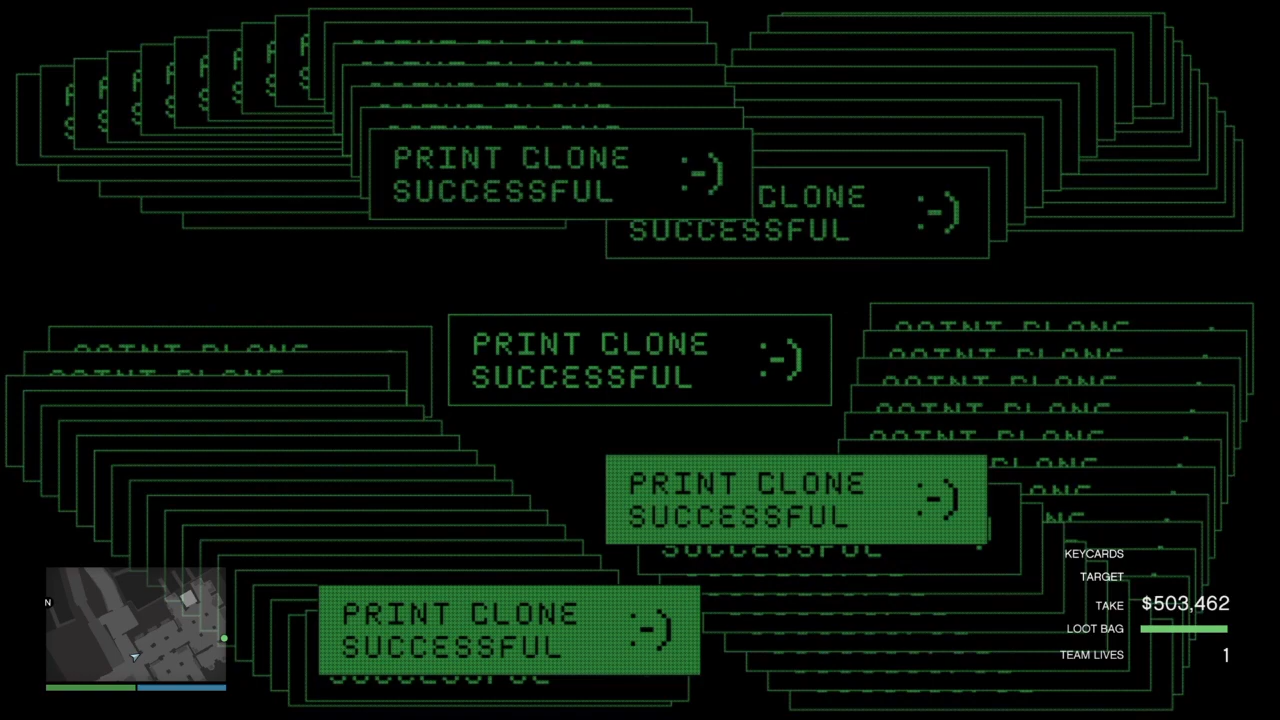 PRINT CLONE
SUCCESSFUL :-)
CLONE
SUCCESSFUL :-)
PRINT CLONE
SUCCESSFUL :-)
PRINT CLONE
SUCCESSFUL :-)
SUCCESSFUL
KEYCARDS
TARGET
TAKE $503,462
LOOT BAG
TEAM LIVES 1
N
PRINT CLONE
SUCCESSFUL :-)